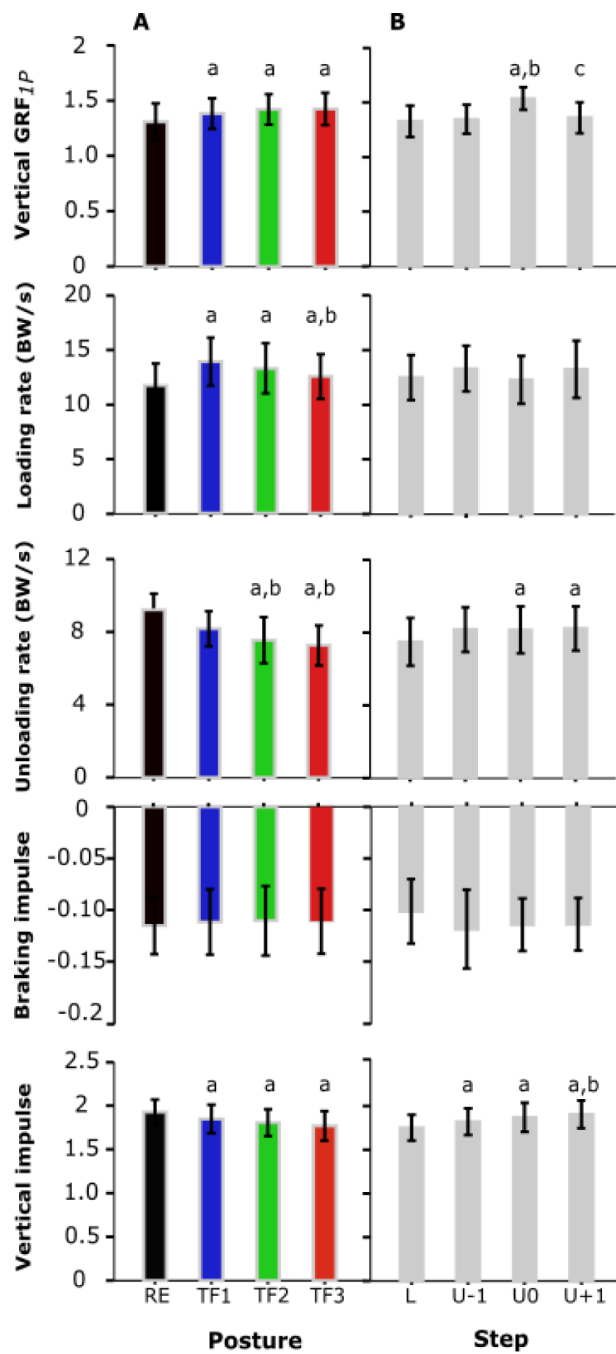 A B
Vertical GRF1P
2
1.5
1.0
0.5
0
a a a
a,b c
Loading rate (BW/s)
20
15
10
5
0
a a a,b
Unloading rate (BW/s)
12
8
4
0
a,b a,b
a a
Braking impulse
0
-0.05
-0.10
-0.15
-0.2
Vertical impulse
2.5
2
1.5
1.0
0.5
0
a a a
a a a,b
RE TF1 TF2 TF3
L U-1 U0 U+1
Posture Step